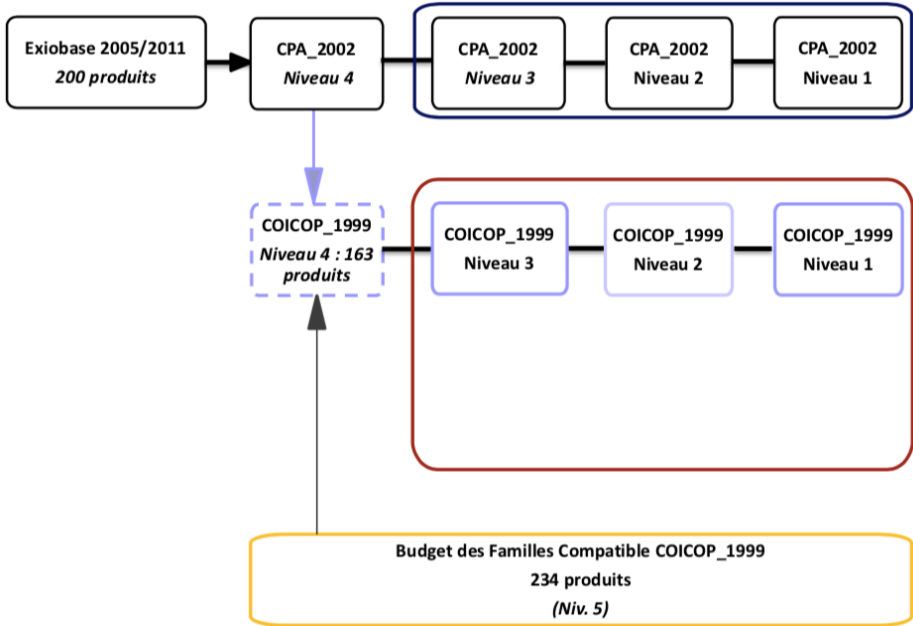 Exiobase 2005/2011
200 produits
CPA_2002
Niveau 4
CPA_2002
Niveau 3
CPA_2002
Niveau 2
CPA_2002
Niveau 1
COICOP_1999
Niveau 4 : 163
produits
COICOP_1999
Niveau 3
COICOP_1999
Niveau 2
COICOP_1999
Niveau 1
Budget des Familles Compatible COICOP_1999
234 produits
(Niv. 5)